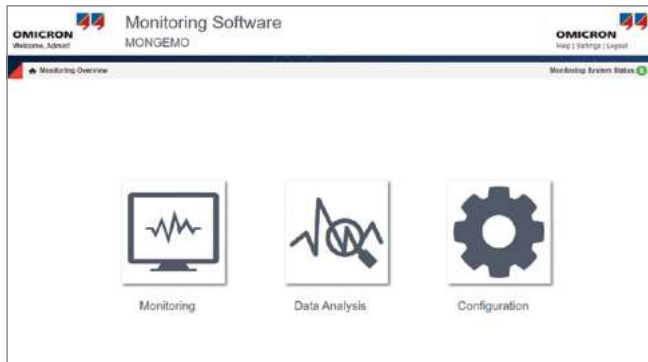 OMICRON
Welcome, Admin!
Monitoring Software
MONGEMO
OMICRON
Help | Settings | Logout
Monitoring Overview
Monitoring System Status
Monitoring
Data Analysis
Configuration